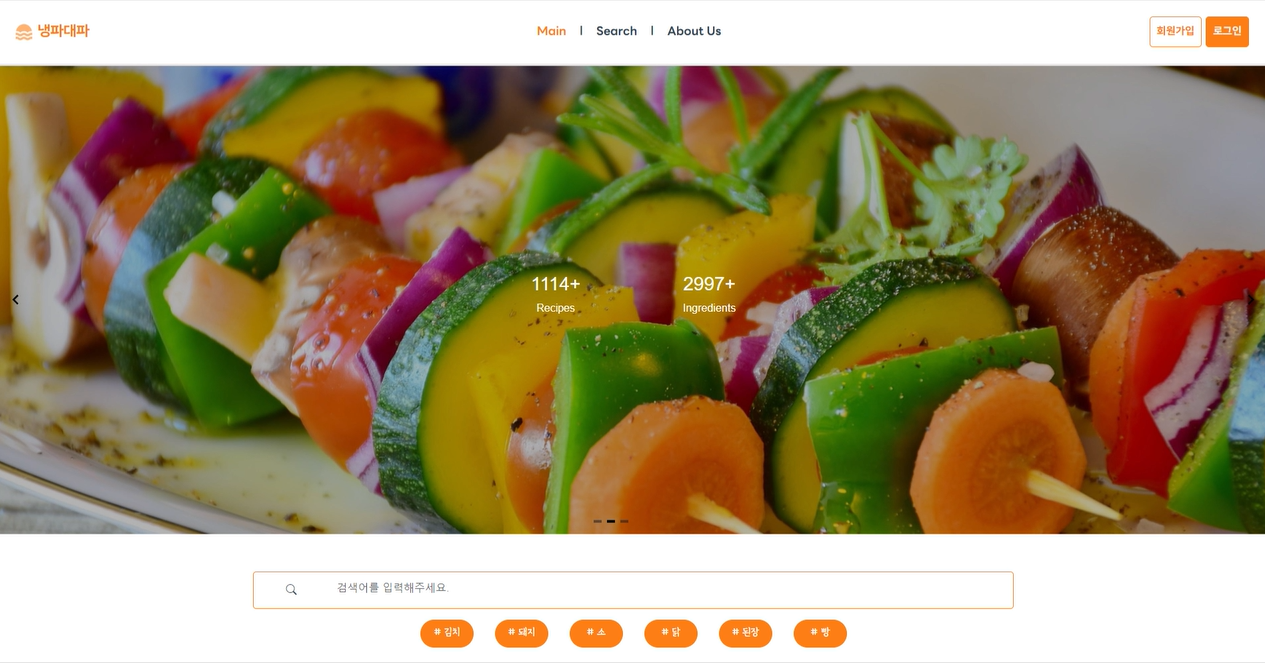 냉파대파
Main | Search | About Us
회원가입 로그인
1114+ 2997+
Recipes Ingredients
검색어를 입력해주세요.
# 김치 # 돼지 # 소 # 닭 # 된장 # 빵